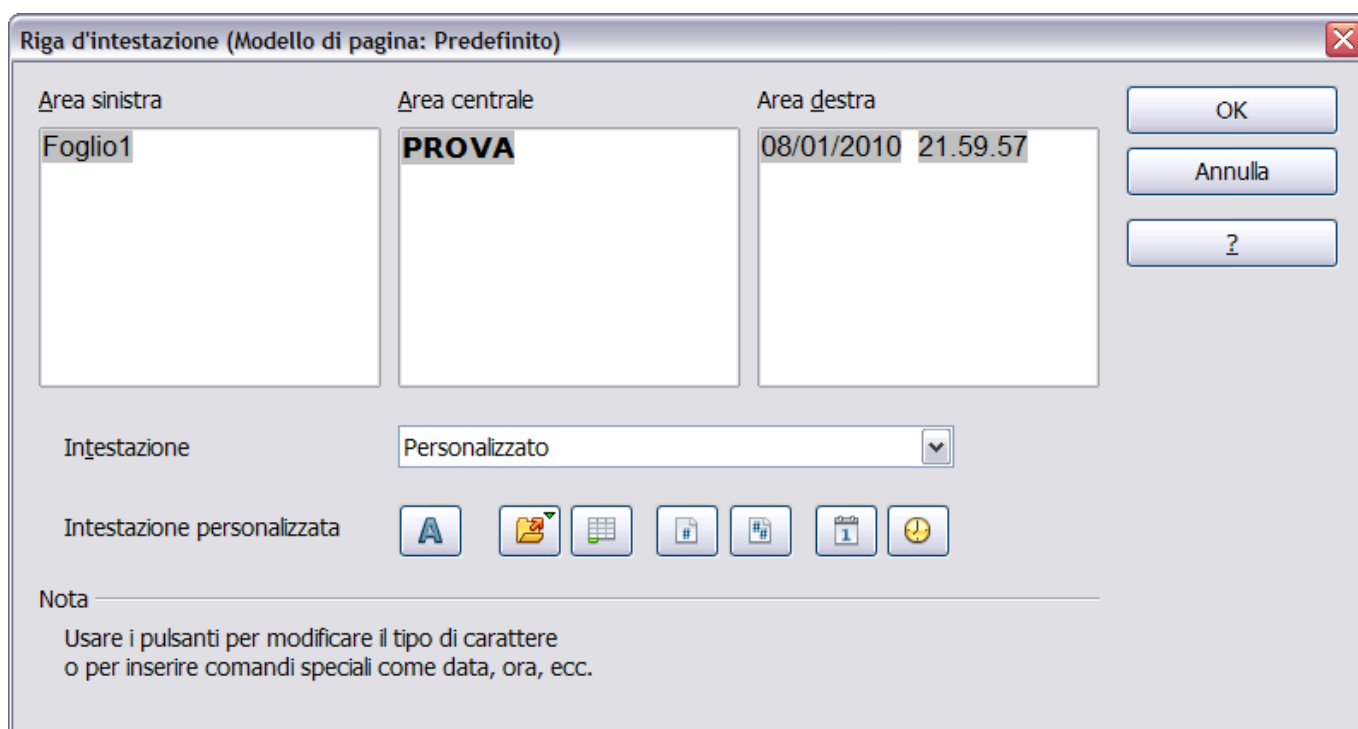 Riga d'intestazione (Modello di pagina: Predefinito)
Area sinistra
Area centrale
Area destra
Foglio1
PROVA
08/01/2010 21.59.57
OK
Annulla
?
Intestazione
Personalizzato
Intestazione personalizzata
A
#
#
#
1
Nota
Usare i pulsanti per modificare il tipo di carattere
o per inserire comandi speciali come data, ora, ecc.